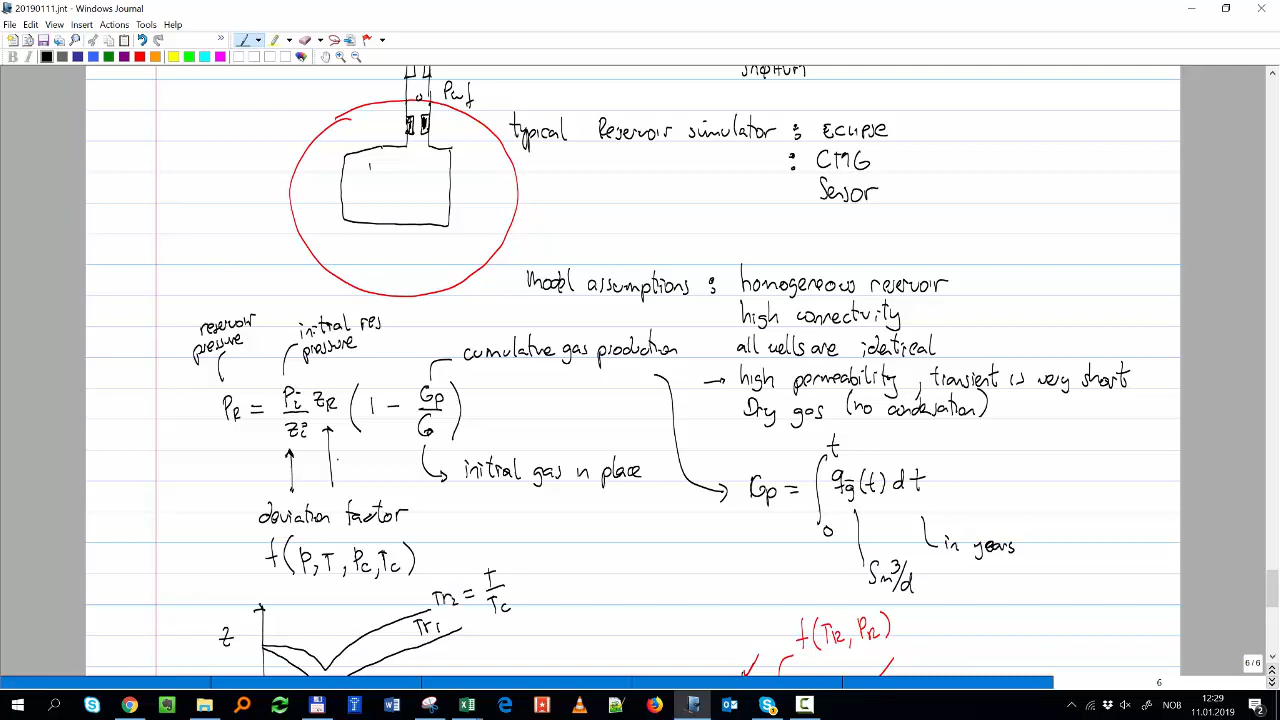 20190111.jnt - Windows Journal
File Edit View Insert Actions Tools Help
B I
Pwf
typical Reservoir simulator : ECLIPSE
: CMG
Sensor
Model assumptions : homogeneous reservoir
high connectivity
all wells are identical
→ high permeability, transient is very short
Dry gas (no condensation)
reservoir pressure
initial res pressure
cumulative gas production
PR = Pi/zi zR (1 - Gp/G)
initial gas in place
Gp = ∫₀ᵗ qḡ(t) dt
in years
Sm³/d
deviation factor
f(P, T, Pc, Tc)
Tr2 = T/Tc
Tr1
z
f(TR, PR)
6/6
6
NOB
12:29
11.01.2019